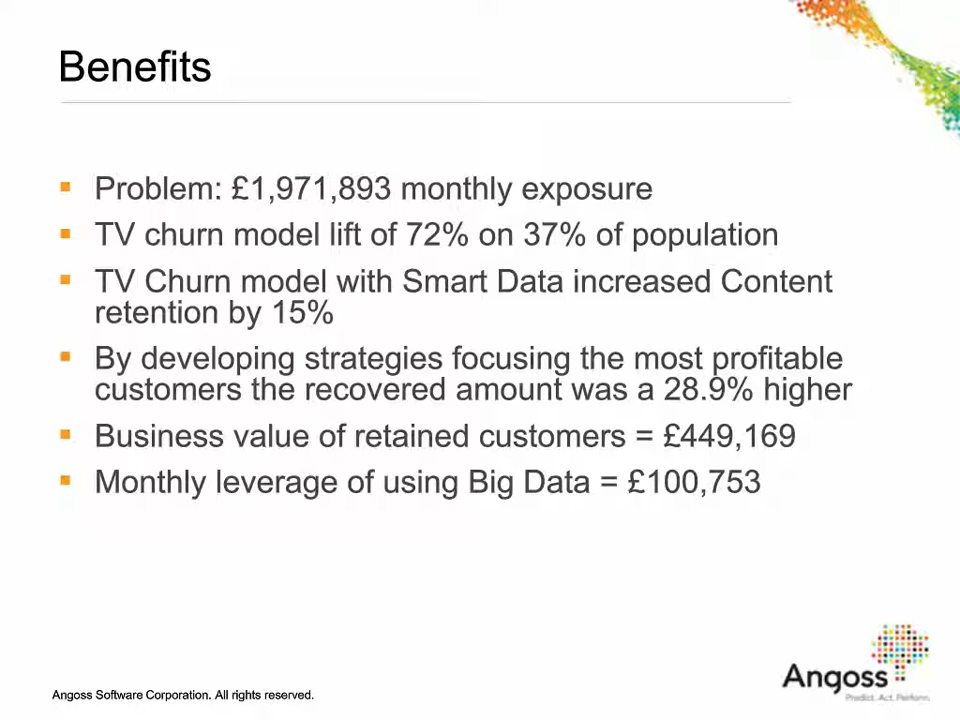 Benefits
Problem: £1,971,893 monthly exposure
TV churn model lift of 72% on 37% of population
TV Churn model with Smart Data increased Content
retention by 15%
By developing strategies focusing the most profitable
customers the recovered amount was a 28.9% higher
Business value of retained customers = £449,169
Monthly leverage of using Big Data = £100,753
Angoss
Predict. Act. Perform.
Angoss Software Corporation. All rights reserved.